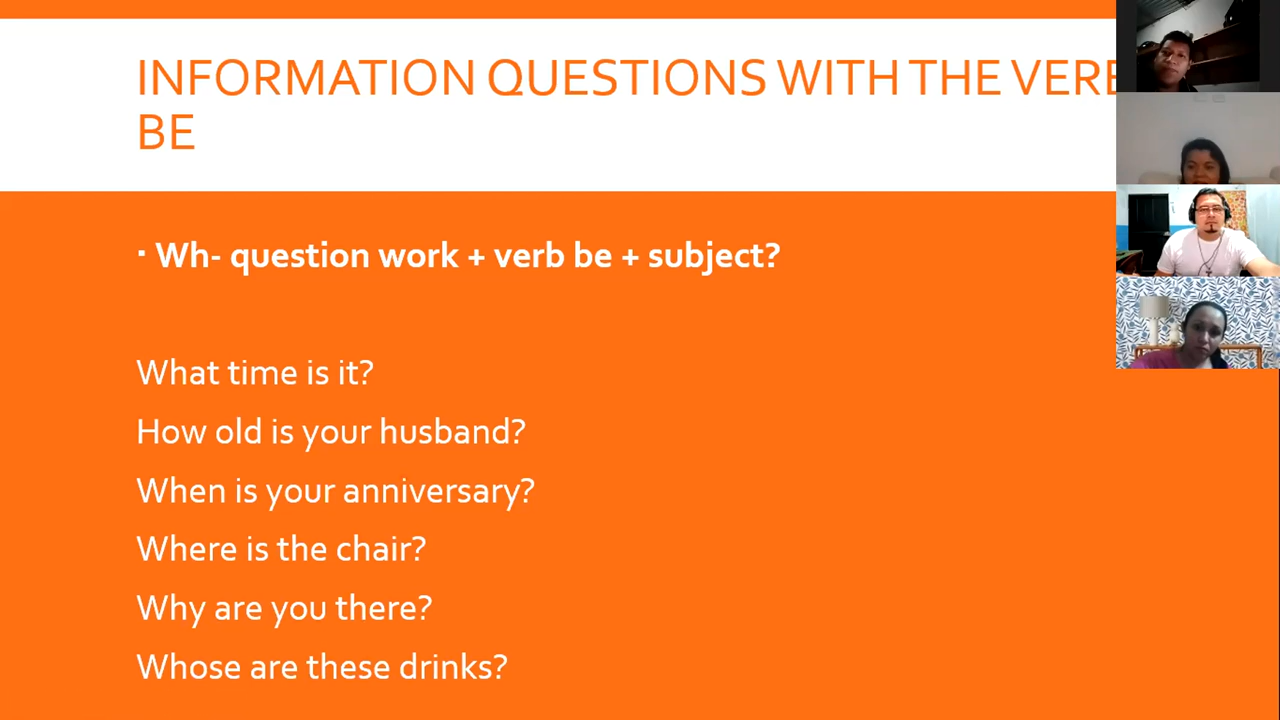 INFORMATION QUESTIONS WITH THE VERB
BE
▪ Wh- question work + verb be + subject?
What time is it?
How old is your husband?
When is your anniversary?
Where is the chair?
Why are you there?
Whose are these drinks?